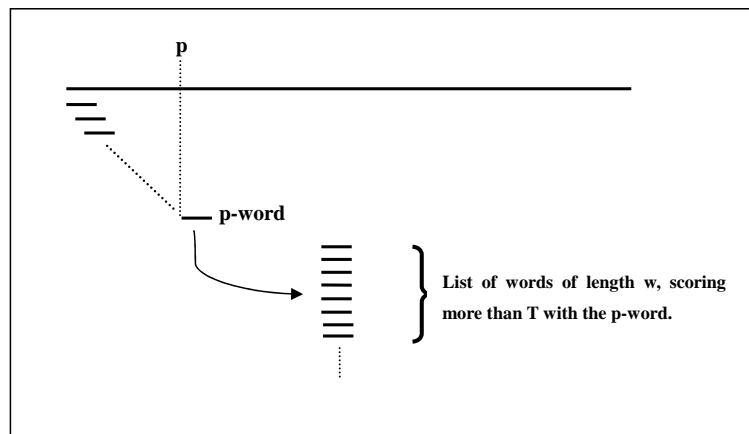 p
p-word
List of words of length w, scoring
more than T with the p-word.